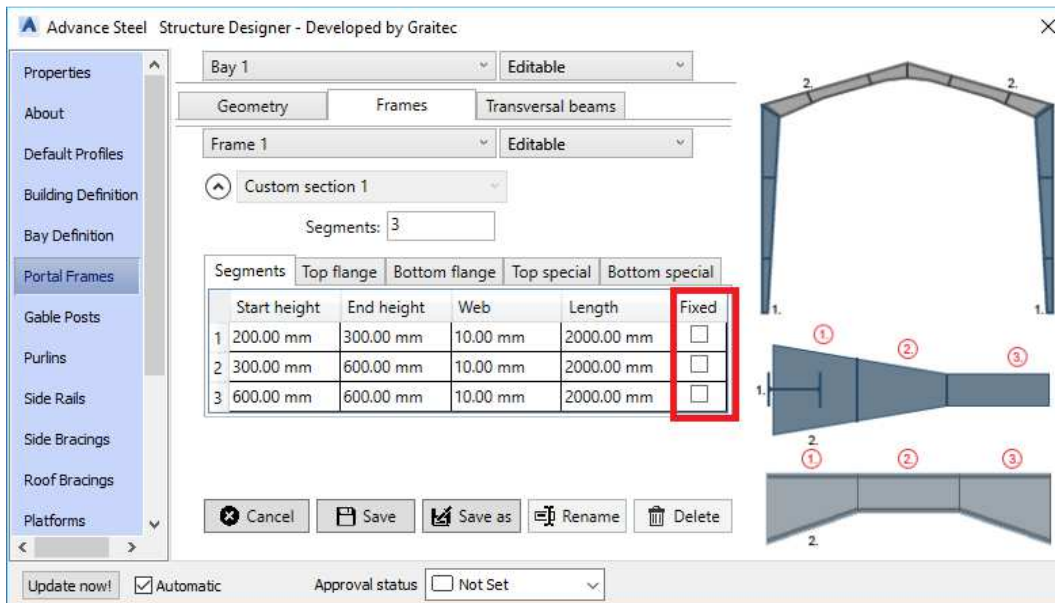 Advance Steel Structure Designer - Developed by Graitec
Properties
About
Default Profiles
Building Definition
Bay Definition
Portal Frames
Gable Posts
Purlins
Side Rails
Side Bracings
Roof Bracings
Platforms
Bay 1 Editable
Geometry Frames Transversal beams
Frame 1 Editable
Custom section 1
Segments: 3
Segments Top flange Bottom flange Top special Bottom special
Start height End height Web Length Fixed
1 200.00 mm 300.00 mm 10.00 mm 2000.00 mm
2 300.00 mm 600.00 mm 10.00 mm 2000.00 mm
3 600.00 mm 600.00 mm 10.00 mm 2000.00 mm
Cancel Save Save as Rename Delete
2. 2.
1. 1.
1. 2. 3.
1.
2.
1. 2. 3.
2.
Update now! Automatic Approval status Not Set